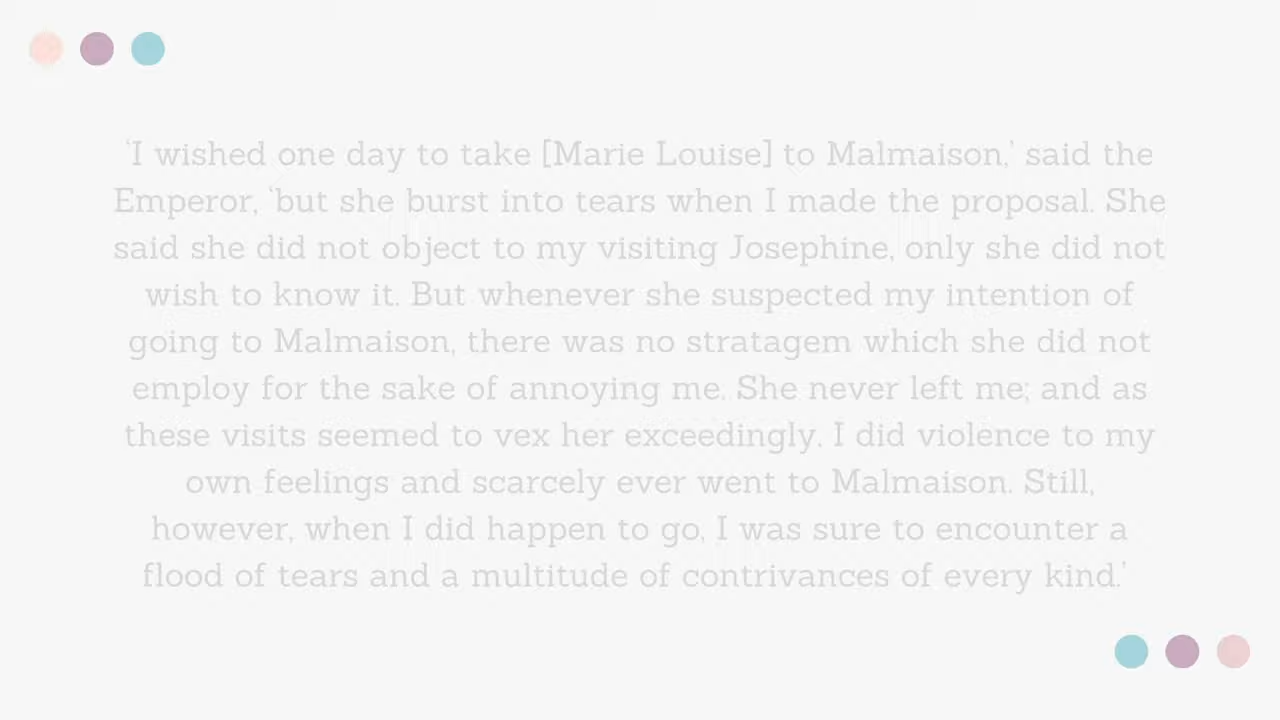 ‘I wished one day to take [Marie Louise] to Malmaison,’ said the
Emperor, ‘but she burst into tears when I made the proposal. She
said she did not object to my visiting Josephine, only she did not
wish to know it. But whenever she suspected my intention of
going to Malmaison, there was no stratagem which she did not
employ for the sake of annoying me. She never left me; and as
these visits seemed to vex her exceedingly, I did violence to my
own feelings and scarcely ever went to Malmaison. Still,
however, when I did happen to go, I was sure to encounter a
flood of tears and a multitude of contrivances of every kind.’